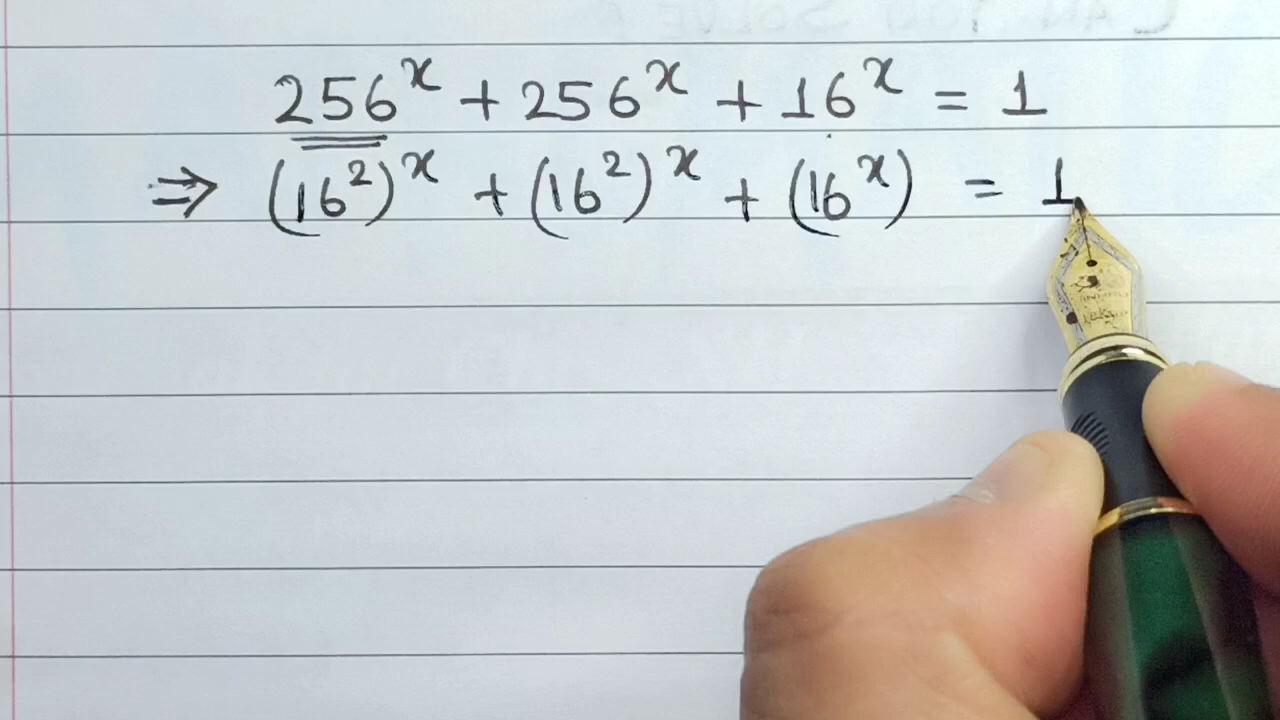 256^x + 256^x + 16^x = 1
⇒ (16^2)^x + (16^2)^x + (16^x) = 1